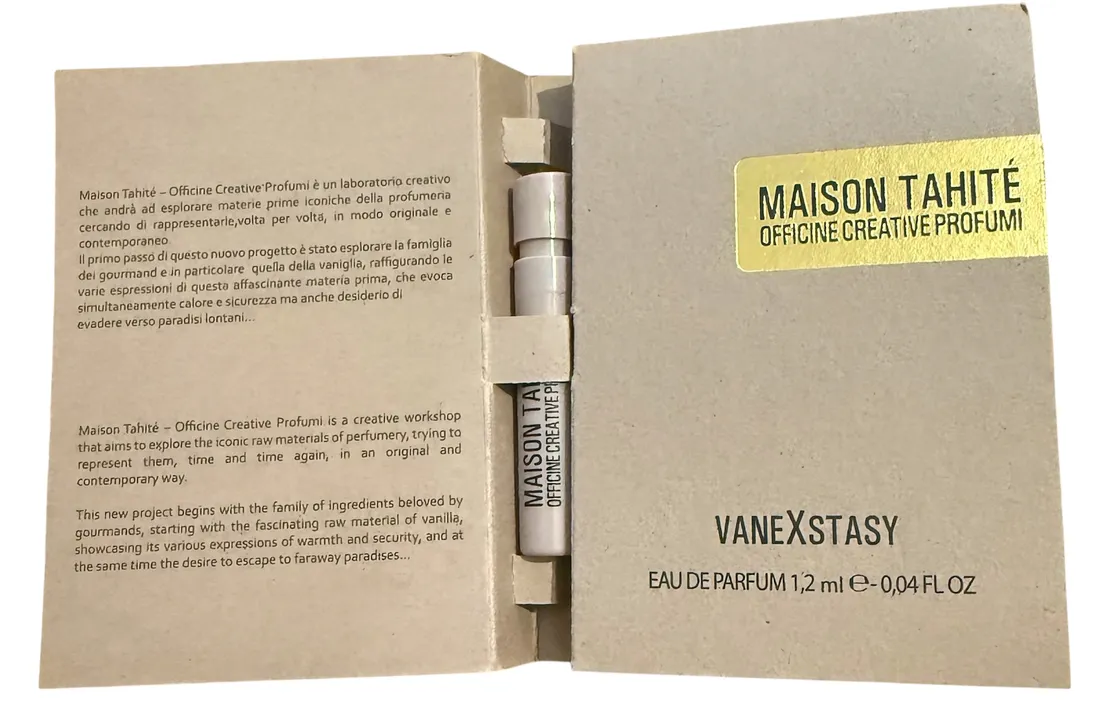 Maison Tahité – Officine Creative Profumi è un laboratorio creativo
che andrà ad esplorare materie prime iconiche della profumeria
cercando di rappresentarle,volta per volta, in modo originale e
contemporaneo
Il primo passo di questo nuovo progetto è stato esplorare la famiglia
dei gourmand e in particolare quella della vaniglia, raffigurando le
varie espressioni di questa affascinante materia prima, che evoca
simultaneamente calore e sicurezza ma anche desiderio di
evadere verso paradisi lontani...
Maison Tahité – Officine Creative Profumi is a creative workshop
that aims to explore the iconic raw materials of perfumery, trying to
represent them, time and time again, in an original and
contemporary way.
This new project begins with the family of ingredients beloved by
gourmands, starting with the fascinating raw material of vanilla,
showcasing its various expressions of warmth and security, and at
the same time the desire to escape to faraway paradises...
MAISON TA
OFFICINE CREATIVE PR
MAISON TAHITÉ
OFFICINE CREATIVE PROFUMI
VANEXSTASY
EAU DE PARFUM 1,2 ml ℮- 0,04 FL OZ